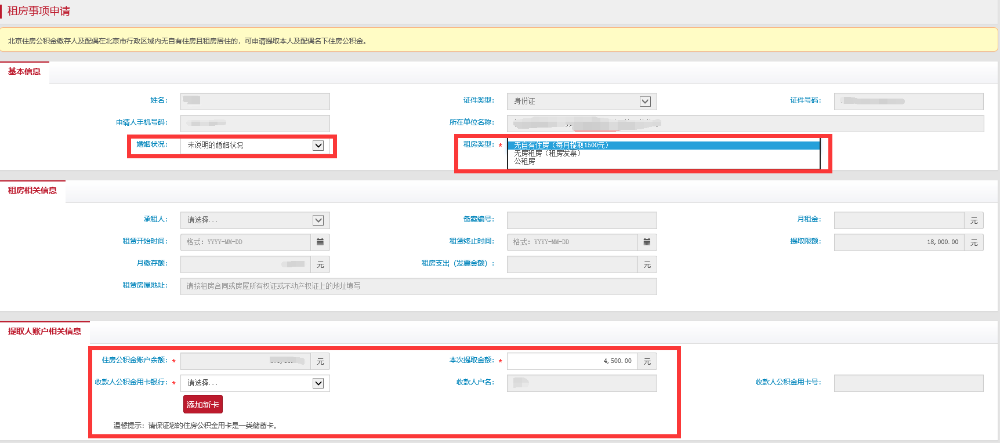 租房事项申请
北京住房公积金缴存人及配偶在北京市行政区域内无自有住房且租房居住的，可申请提取本人及配偶名下住房公积金。
基本信息
姓名： 证件类型： 身份证 证件号码：
申请人手机号码： 所在单位名称：
婚姻状况： 未说明的婚姻状况 租房类型： * 无自有住房（每月提取1500元）
无房租房（租房发票）
公租房
租房相关信息
承租人： 请选择... 备案编号： 月租金： 元
租赁开始时间： 格式：YYYY-MM-DD 租赁终止时间： 格式：YYYY-MM-DD 提取限额： 18,000.00 元
月缴存额： 元 租房支出（发票金额）： 元
租赁房屋地址： 请按租房合同或房屋所有权证或不动产权证上的地址填写
提取人账户相关信息
住房公积金账户余额： * 元 本次提取金额： * 4,500.00 元
收款人公积金用卡银行： * 请选择... 收款人户名： 收款人公积金用卡号：
添加新卡
温馨提示：请保证您的住房公积金用卡是一类储蓄卡。